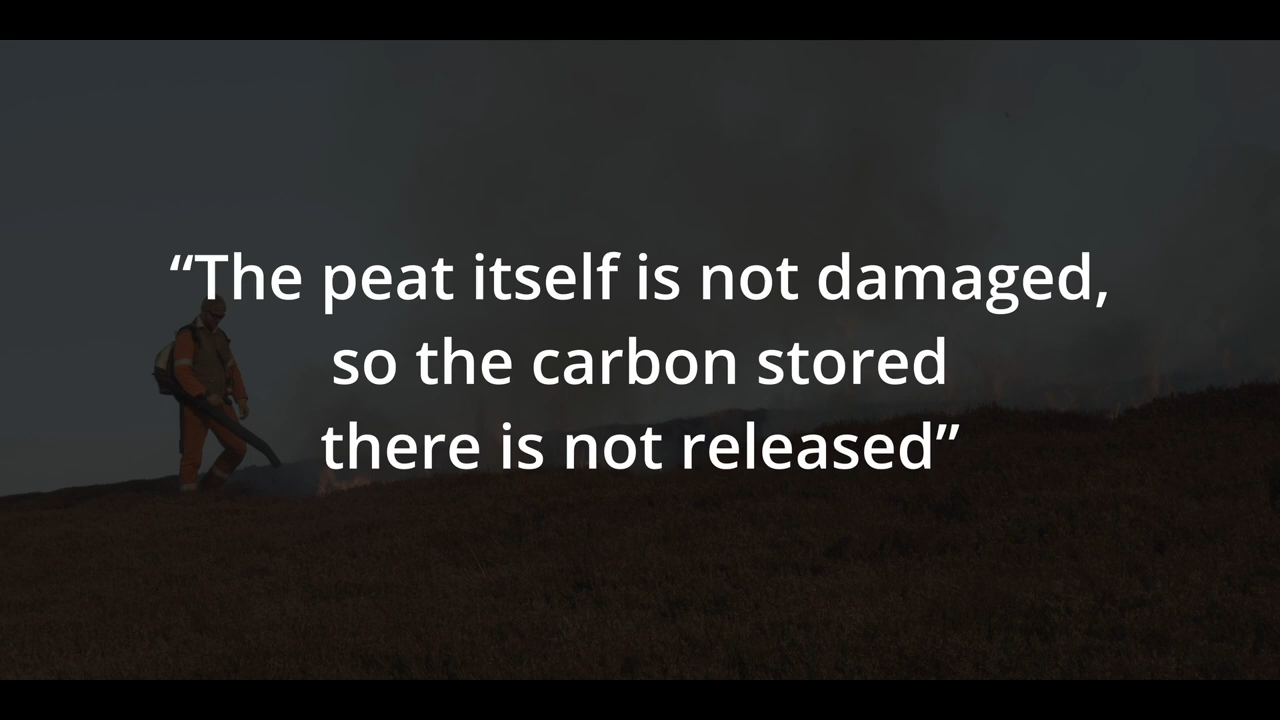 “The peat itself is not damaged,
so the carbon stored
there is not released”